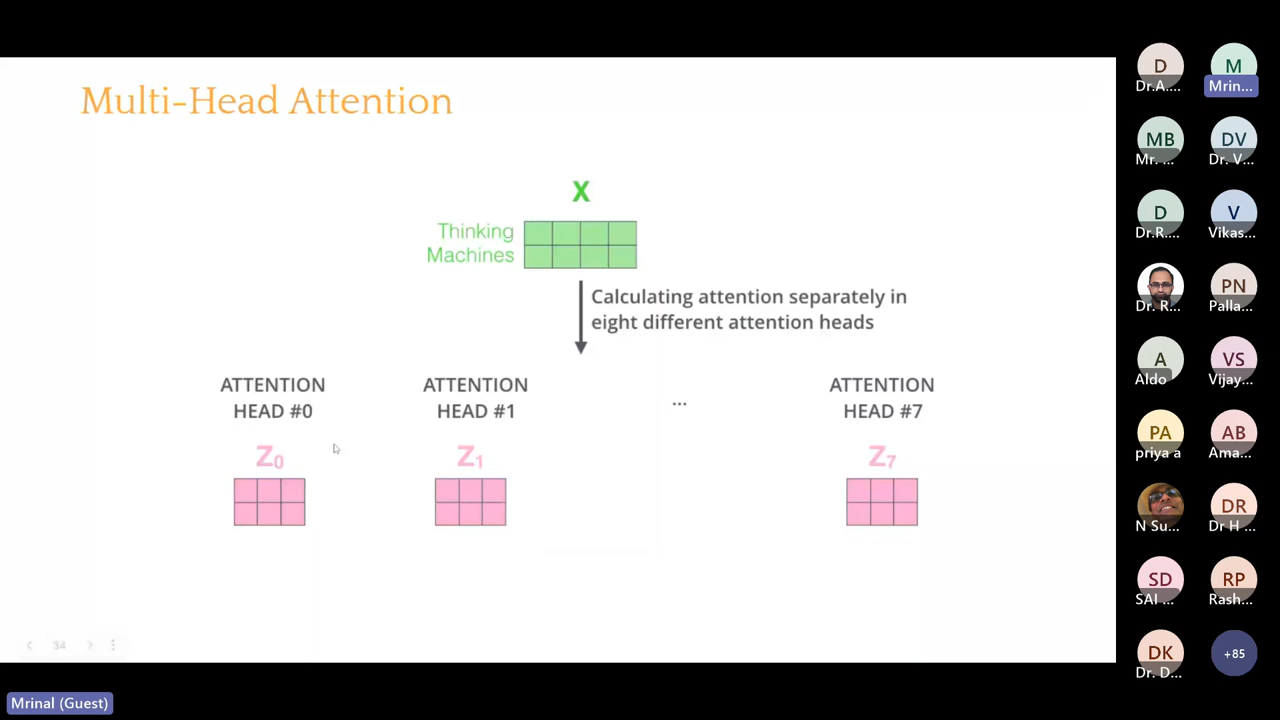 Multi-Head Attention
X
Thinking
Machines
Calculating attention separately in
eight different attention heads
ATTENTION
HEAD #0
ATTENTION
HEAD #1
...
ATTENTION
HEAD #7
Z0
Z1
Z7
34
Mrinal (Guest)
D
Dr.A....
M
Mrin...
MB
Mr. ...
DV
Dr. V...
D
Dr.R....
V
Vikas...
Dr. R...
PN
Palla...
A
Aldo
VS
Vijay...
PA
priya a
AB
Ama...
N Su...
DR
Dr H ...
SD
SAI ...
RP
Rash...
DK
Dr. D...
+85